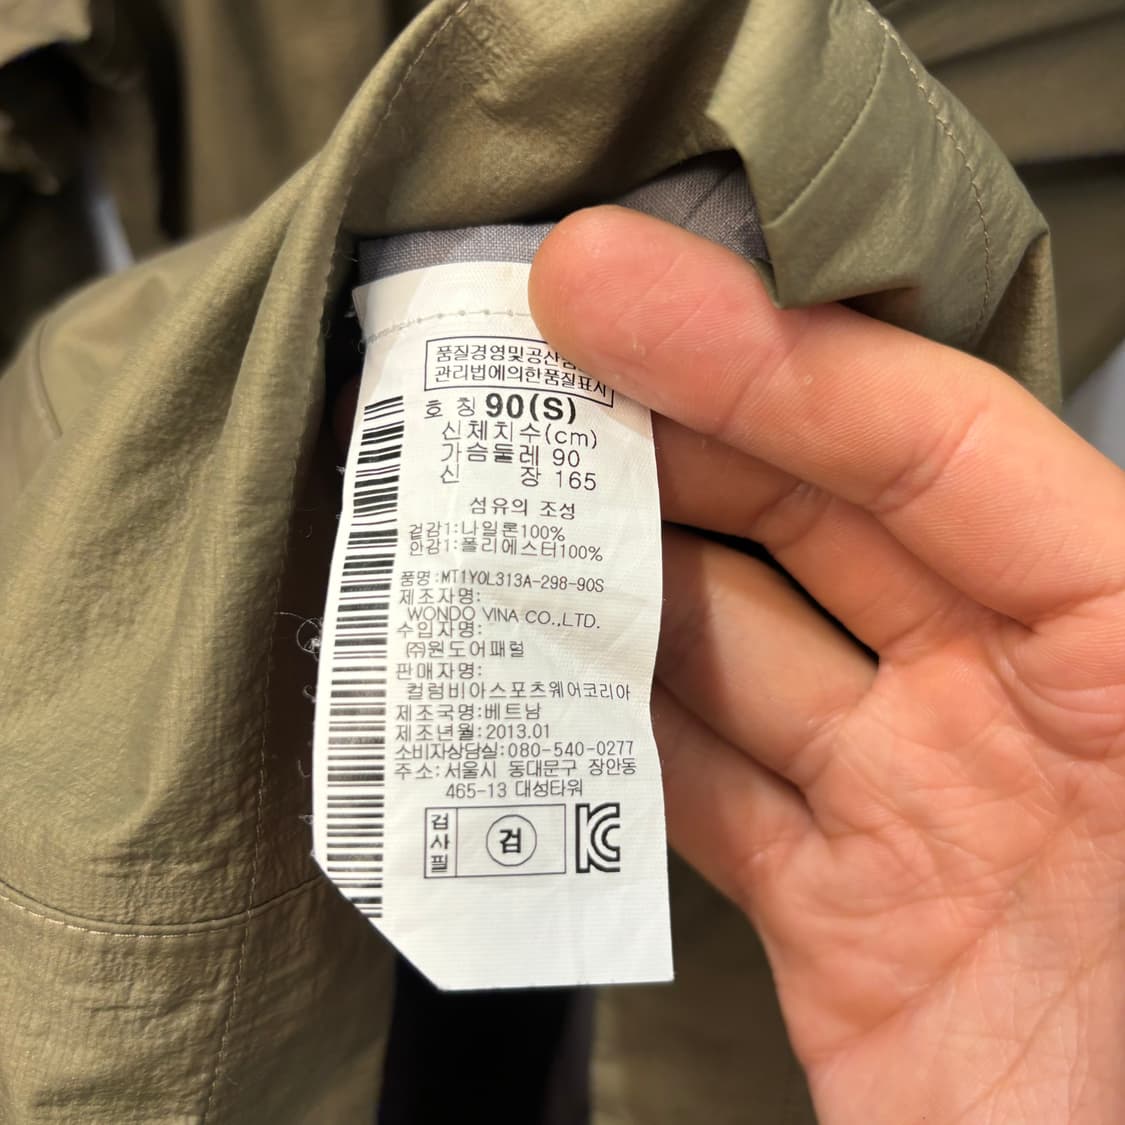 품질경영및공산
관리법에의한품질표시
호 칭 90(S)
신체치수(cm)
가슴둘레 90
신 장 165
섬유의 조성
겉감1:나일론100%
안감1:폴리에스터100%
품명:MT1YOL313A-298-90S
제조자명:
WONDO VINA CO.,LTD.
수입자명:
(주)원도어패럴
판매자명:
컬럼비아스포츠웨어코리아
제조국명:베트남
제조년월:2013.01
소비자상담실:080-540-0277
주소:서울시 동대문구 장안동
465-13 대성타워
검사필
검
KC